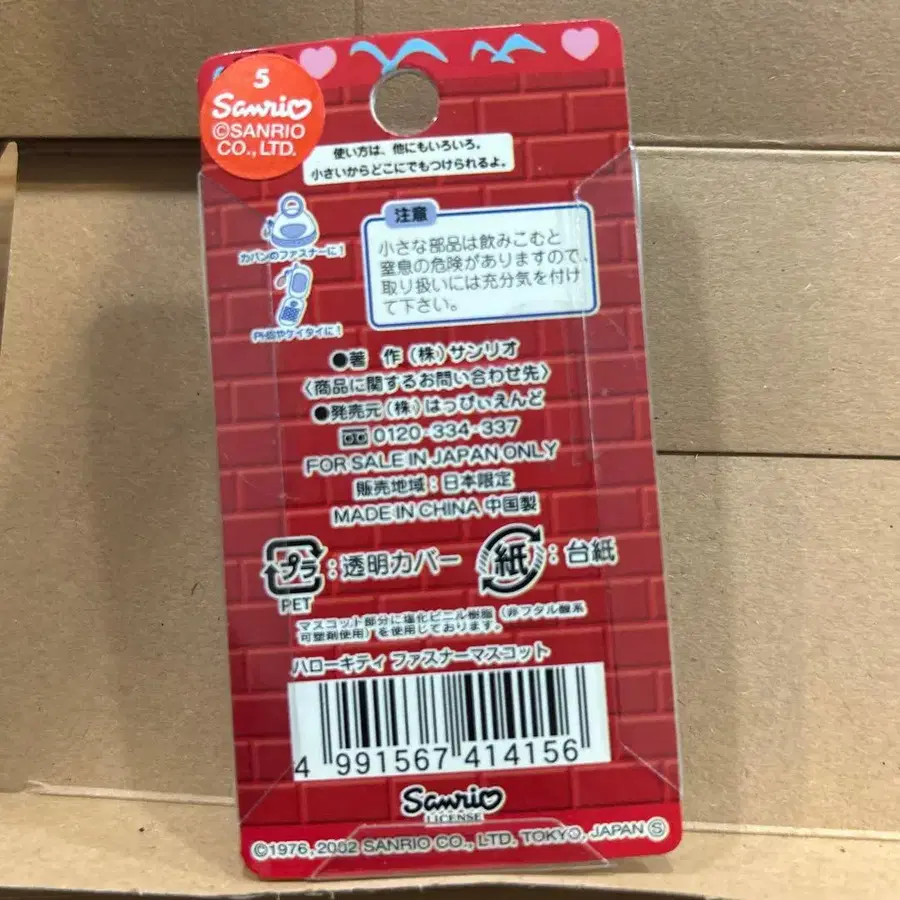 5
Sanrio
©SANRIO
CO., LTD.
使い方は、他にもいろいろ。
小さいからどこにでもつけられるよ。
カバンのファスナーに!
PHSやケイタイに!
注意
小さな部品は飲みこむと
窒息の危険がありますので、
取り扱いには充分気を付け
て下さい。
●著 作(株)サンリオ
〈商品に関するお問い合わせ先〉
●発売元(株)はっぴぃえんど
0120-334-337
FOR SALE IN JAPAN ONLY
販売地域:日本限定
MADE IN CHINA 中国製
プラ:透明カバー
PET
紙:台紙
マスコット部分に塩化ビニル樹脂(非フタル酸系
可塑剤使用)を使用しております。
ハローキティ ファスナーマスコット
4 991567 414156
Sanrio
LICENSE
©1976, 2002 SANRIO CO., LTD. TOKYO, JAPAN Ⓢ